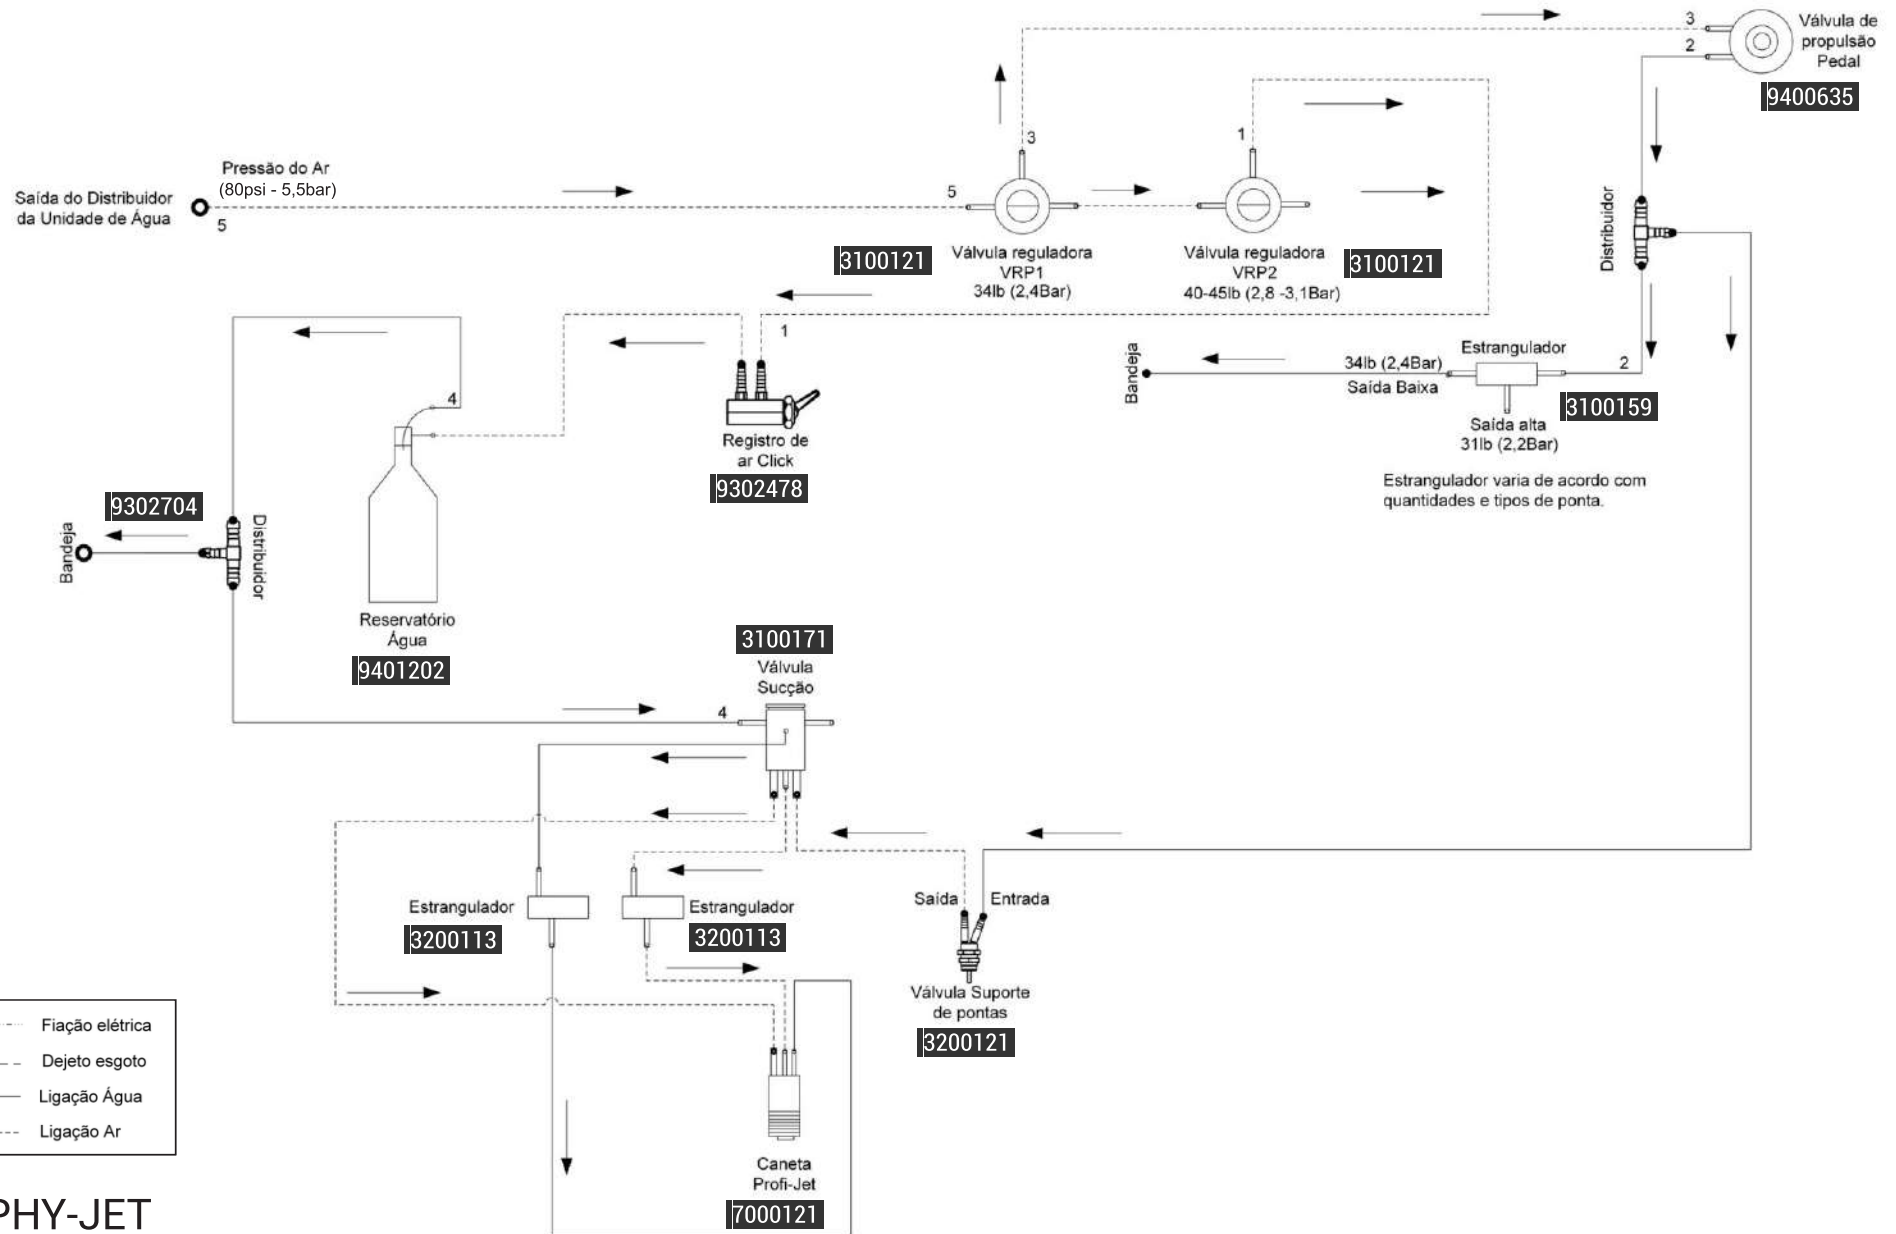 3
Válvula de
propulsão
Pedal
2
9400635
Pressão do Ar
(80psi - 5,5bar)
Saída do Distribuidor
da Unidade de Água
5
5
3
1
3100121
Válvula reguladora
VRP1
34lb (2,4Bar)
Válvula reguladora
VRP2
40-45lb (2,8 -3,1Bar)
3100121
Distribuidor
1
4
Registro de
ar Click
9302478
Bandeja
34lb (2,4Bar)
Saída Baixa
Estrangulador
2
3100159
Saída alta
31lb (2,2Bar)
Estrangulador varia de acordo com
quantidades e tipos de ponta.
9302704
Bandeja
Distribuidor
Reservatório
Água
9401202
3100171
Válvula
Sucção
4
Estrangulador
3200113
Estrangulador
3200113
Saída
Entrada
Válvula Suporte
de pontas
3200121
Caneta
Profi-Jet
7000121
Fiação elétrica
Dejeto esgoto
Ligação Água
Ligação Ar
PHY-JET